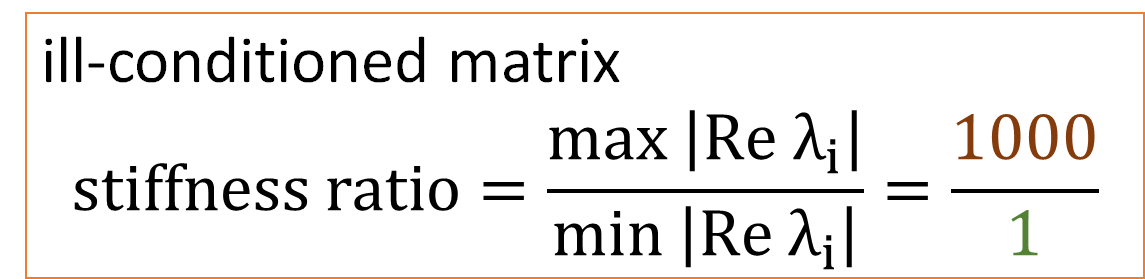 ill-conditioned matrix
stiffness ratio = max |Re λᵢ| / min |Re λᵢ| = 1000 / 1